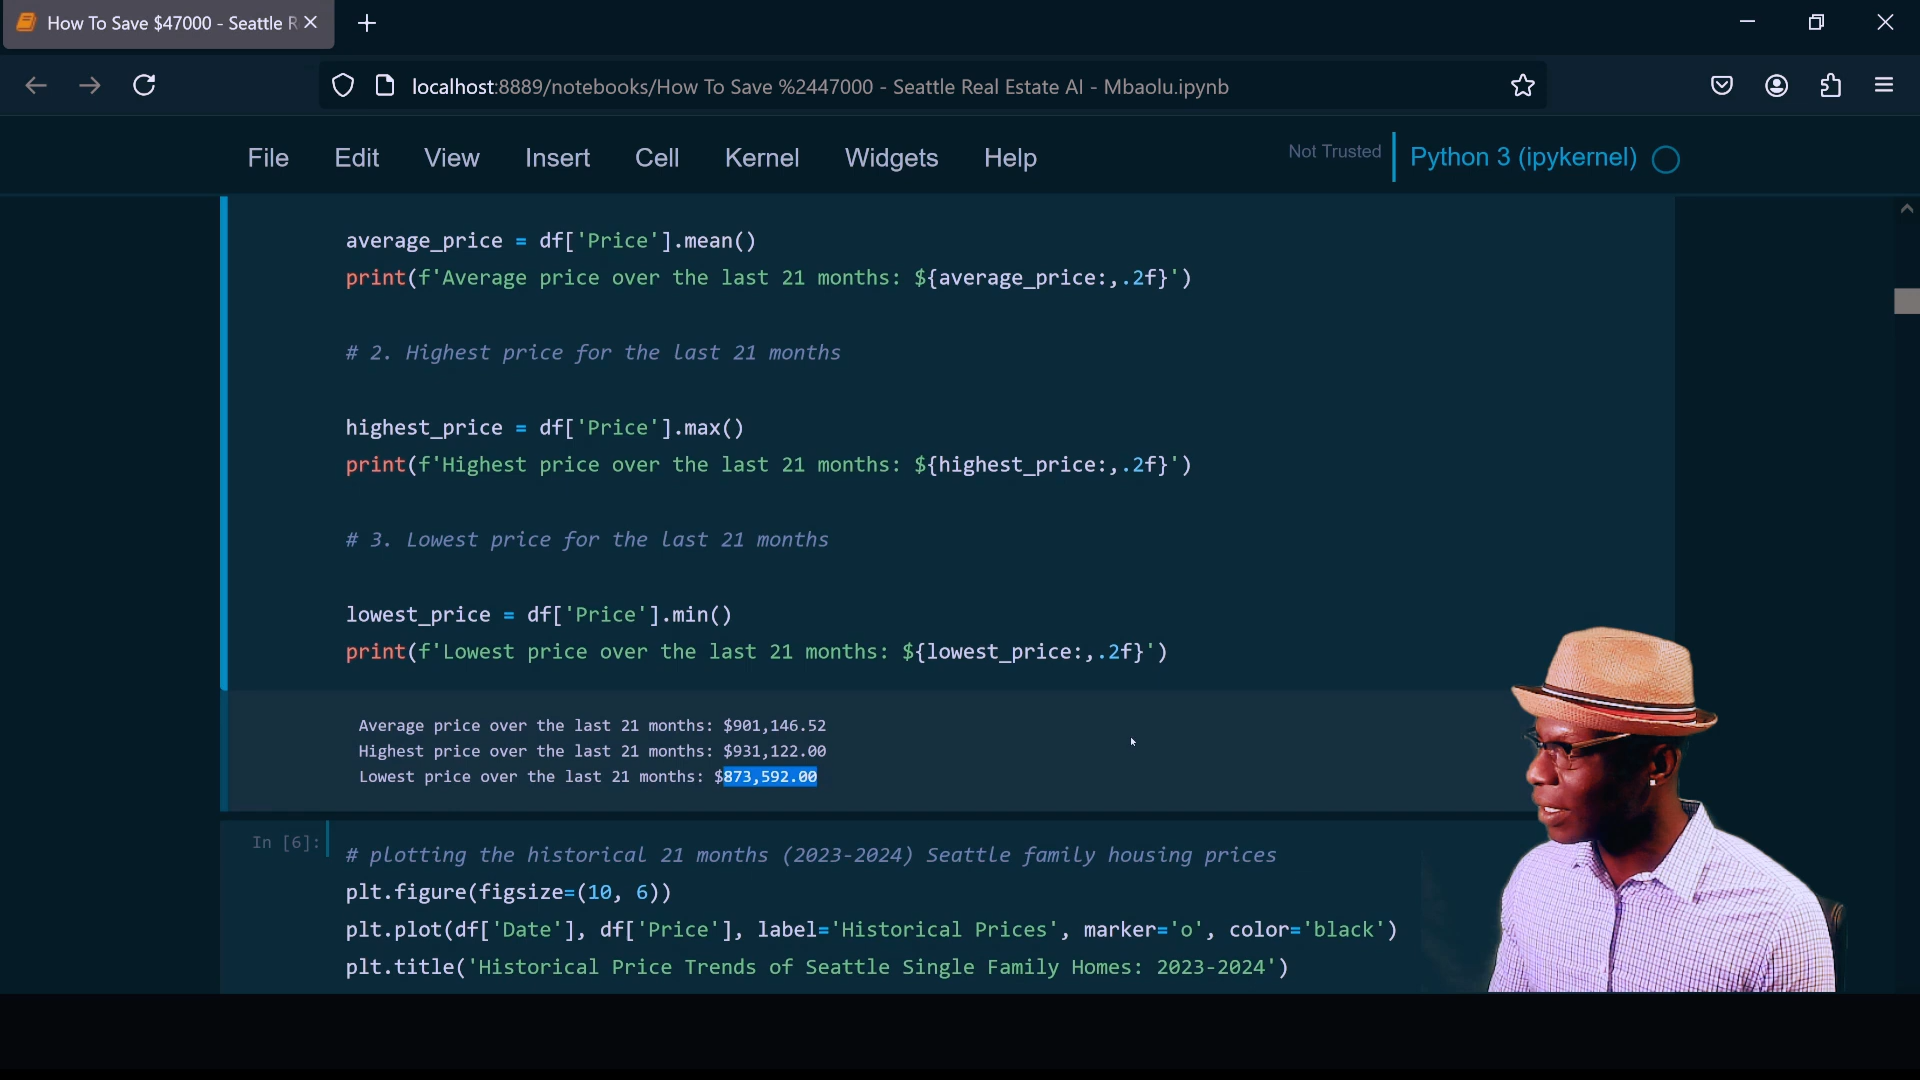 How To Save $47000 - Seattle R
localhost:8889/notebooks/How To Save %2447000 - Seattle Real Estate AI - Mbaolu.ipynb
File Edit View Insert Cell Kernel Widgets Help Not Trusted Python 3 (ipykernel)
average_price = df['Price'].mean()
print(f'Average price over the last 21 months: ${average_price:,.2f}')
# 2. Highest price for the last 21 months
highest_price = df['Price'].max()
print(f'Highest price over the last 21 months: ${highest_price:,.2f}')
# 3. Lowest price for the last 21 months
lowest_price = df['Price'].min()
print(f'Lowest price over the last 21 months: ${lowest_price:,.2f}')
Average price over the last 21 months: $901,146.52
Highest price over the last 21 months: $931,122.00
Lowest price over the last 21 months: $873,592.00
In [6]:
# plotting the historical 21 months (2023-2024) Seattle family housing prices
plt.figure(figsize=(10, 6))
plt.plot(df['Date'], df['Price'], label='Historical Prices', marker='o', color='black')
plt.title('Historical Price Trends of Seattle Single Family Homes: 2023-2024')